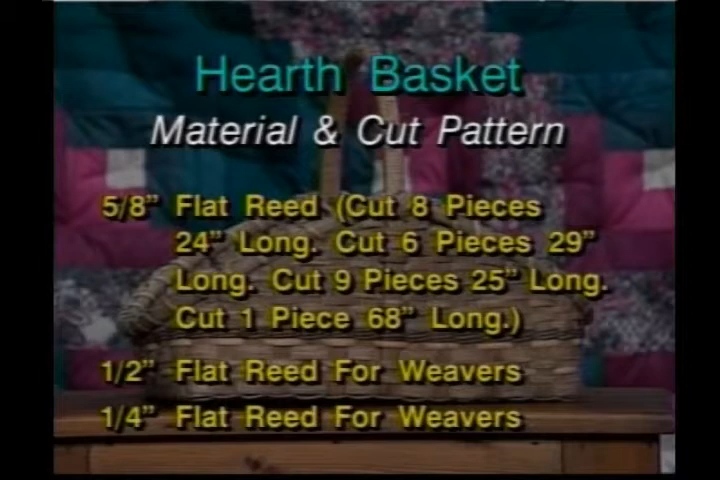 Hearth Basket
Material & Cut Pattern
5/8” Flat Reed (Cut 8 Pieces
24” Long. Cut 6 Pieces 29”
Long. Cut 9 Pieces 25” Long.
Cut 1 Piece 68” Long.)
1/2” Flat Reed For Weavers
1/4” Flat Reed For Weavers